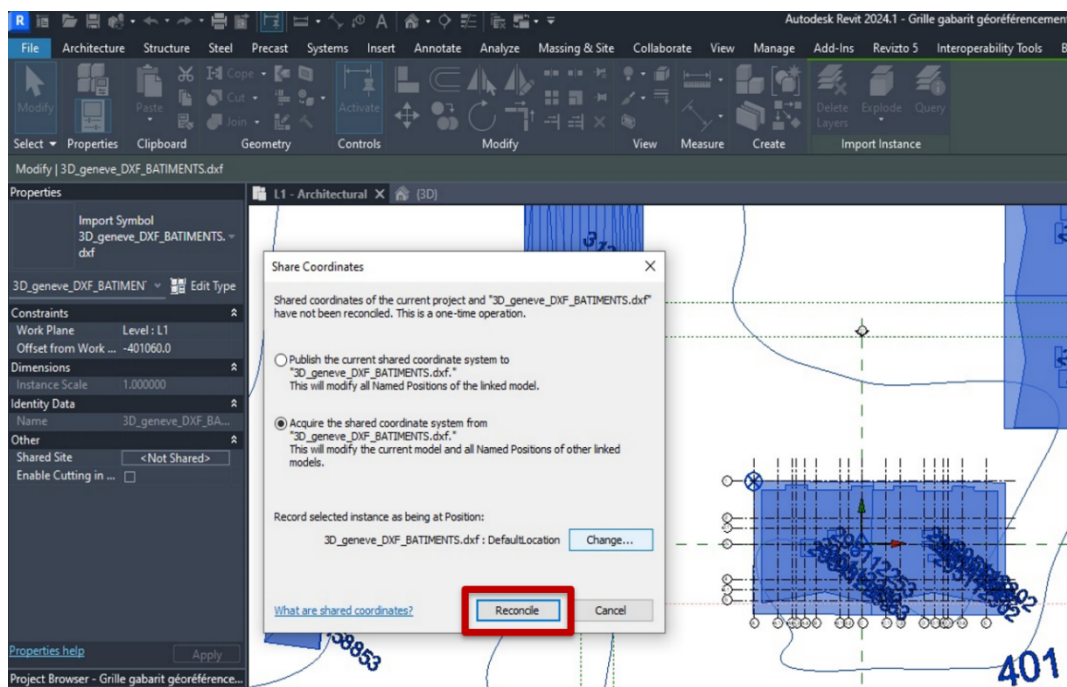 R
A
Autodesk Revit 2024.1 - Grille gabarit géoréférencement
File Architecture Structure Steel Precast Systems Insert Annotate Analyze Massing & Site Collaborate View Manage Add-Ins Revizto 5 Interoperability Tools B
Modify
Paste
Cope
Cut
Join
Activate
Delete Layers
Explode
Query
Select Properties Clipboard Geometry Controls Modify View Measure Create Import Instance
Modify | 3D_geneve_DXF_BATIMENTS.dxf
Properties
L1 - Architectural
{3D}
Import Symbol
3D_geneve_DXF_BATIMENTS.
dxf
3D_geneve_DXF_BATIMEN
Edit Type
Constraints
Work Plane Level : L1
Offset from Work ... -401060.0
Dimensions
Instance Scale 1.000000
Identity Data
Name 3D_geneve_DXF_BA...
Other
Shared Site <Not Shared>
Enable Cutting in ...
Properties help
Apply
Project Browser - Grille gabarit géoréférence...
Share Coordinates
Shared coordinates of the current project and "3D_geneve_DXF_BATIMENTS.dxf"
have not been reconciled. This is a one-time operation.
Publish the current shared coordinate system to
"3D_geneve_DXF_BATIMENTS.dxf."
This will modify all Named Positions of the linked model.
Acquire the shared coordinate system from
"3D_geneve_DXF_BATIMENTS.dxf."
This will modify the current model and all Named Positions of other linked
models.
Record selected instance as being at Position:
3D_geneve_DXF_BATIMENTS.dxf : DefaultLocation
Change...
What are shared coordinates?
Reconcile
Cancel
401